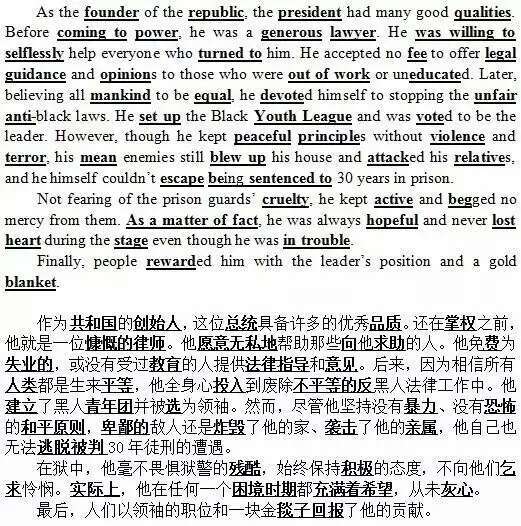 As the founder of the republic, the president had many good qualities.
Before coming to power, he was a generous lawyer. He was willing to
selflessly help everyone who turned to him. He accepted no fee to offer legal
guidance and opinions to those who were out of work or uneducated. Later,
believing all mankind to be equal, he devoted himself to stopping the unfair
anti-black laws. He set up the Black Youth League and was voted to be the
leader. However, though he kept peaceful principles without violence and
terror, his mean enemies still blew up his house and attacked his relatives,
and he himself couldn't escape being sentenced to 30 years in prison.
Not fearing of the prison guards' cruelty, he kept active and begged no
mercy from them. As a matter of fact, he was always hopeful and never lost
heart during the stage even though he was in trouble.
Finally, people rewarded him with the leader's position and a gold
blanket.
作为共和国的创始人,这位总统具备许多的优秀品质。还在掌权之前,
他就是一位慷慨的律师。他愿意无私地帮助那些向他求助的人。他免费为
失业的,或没有受过教育的人提供法律指导和意见。后来,因为相信所有
人类都是生来平等,他全身心投入到废除不平等的反黑人法律工作中。他
建立了黑人青年团并被选为领袖。然而,尽管他坚持没有暴力、没有恐怖
的和平原则,卑鄙的敌人还是炸毁了他的家、袭击了他的亲属,他自己也
无法逃脱被判30年徒刑的遭遇。
在狱中,他毫不畏惧狱警的残酷,始终保持积极的态度,不向他们乞
求怜悯。实际上,他在任何一个困境时期都充满着希望,从未灰心。
最后,人们以领袖的职位和一块金毯子回报了他的贡献。